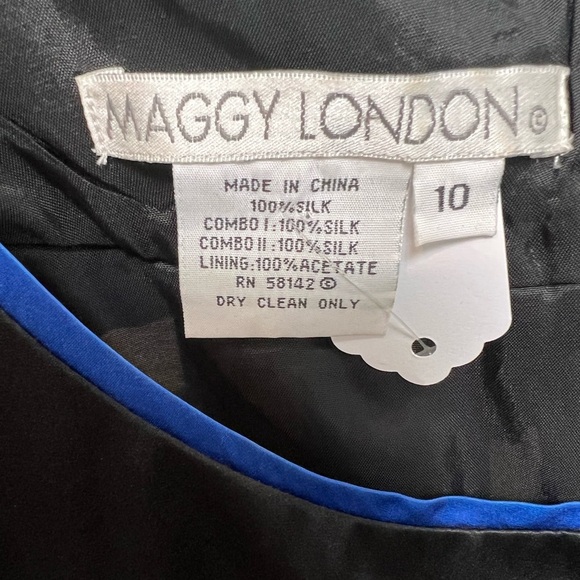 MAGGY LONDON©
MADE IN CHINA
100%SILK
COMBO I:100%SILK
COMBO II:100%SILK
LINING:100%ACETATE
RN 58142 ©
DRY CLEAN ONLY
10